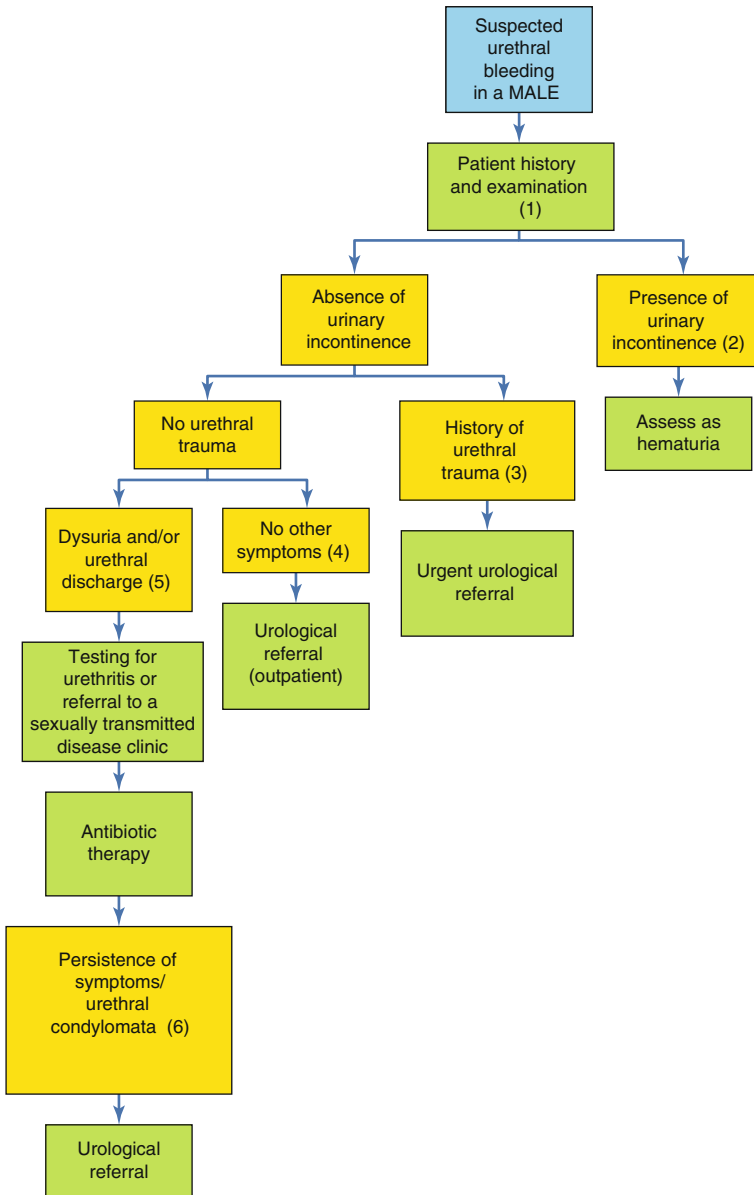 Suspected
urethral
bleeding
in a MALE
Patient history
and examination
(1)
Absence of
urinary
incontinence
Presence of
urinary
incontinence (2)
No urethral
trauma
History of
urethral
trauma (3)
Assess as
hematuria
Dysuria and/or
urethral
discharge (5)
No other
symptoms (4)
Urgent urological
referral
Testing for
urethritis or
referral to a
sexually transmitted
disease clinic
Urological
referral
(outpatient)
Antibiotic
therapy
Persistence of
symptoms/
urethral
condylomata (6)
Urological
referral